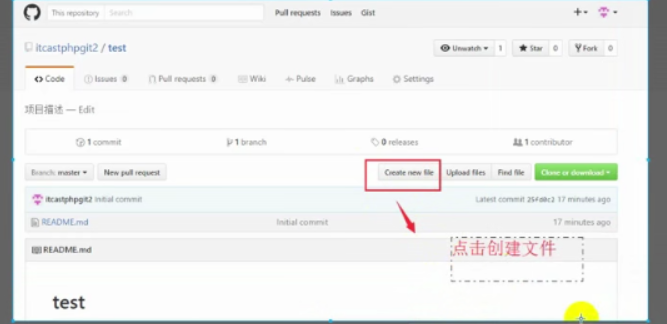 This repository Search Pull requests Issues Gist
itcastphpgit2 / test Unwatch 1 Star 0 Fork 0
Code Issues 0 Pull requests 0 Wiki Pulse Graphs Settings
项目描述 — Edit
1 commit 1 branch 0 releases 1 contributor
Branch: master New pull request Create new file Upload files Find file Clone or download
itcastphpgit2 Initial commit Latest commit 17 minutes ago
README.md Initial commit 17 minutes ago
点击创建文件
README.md
test